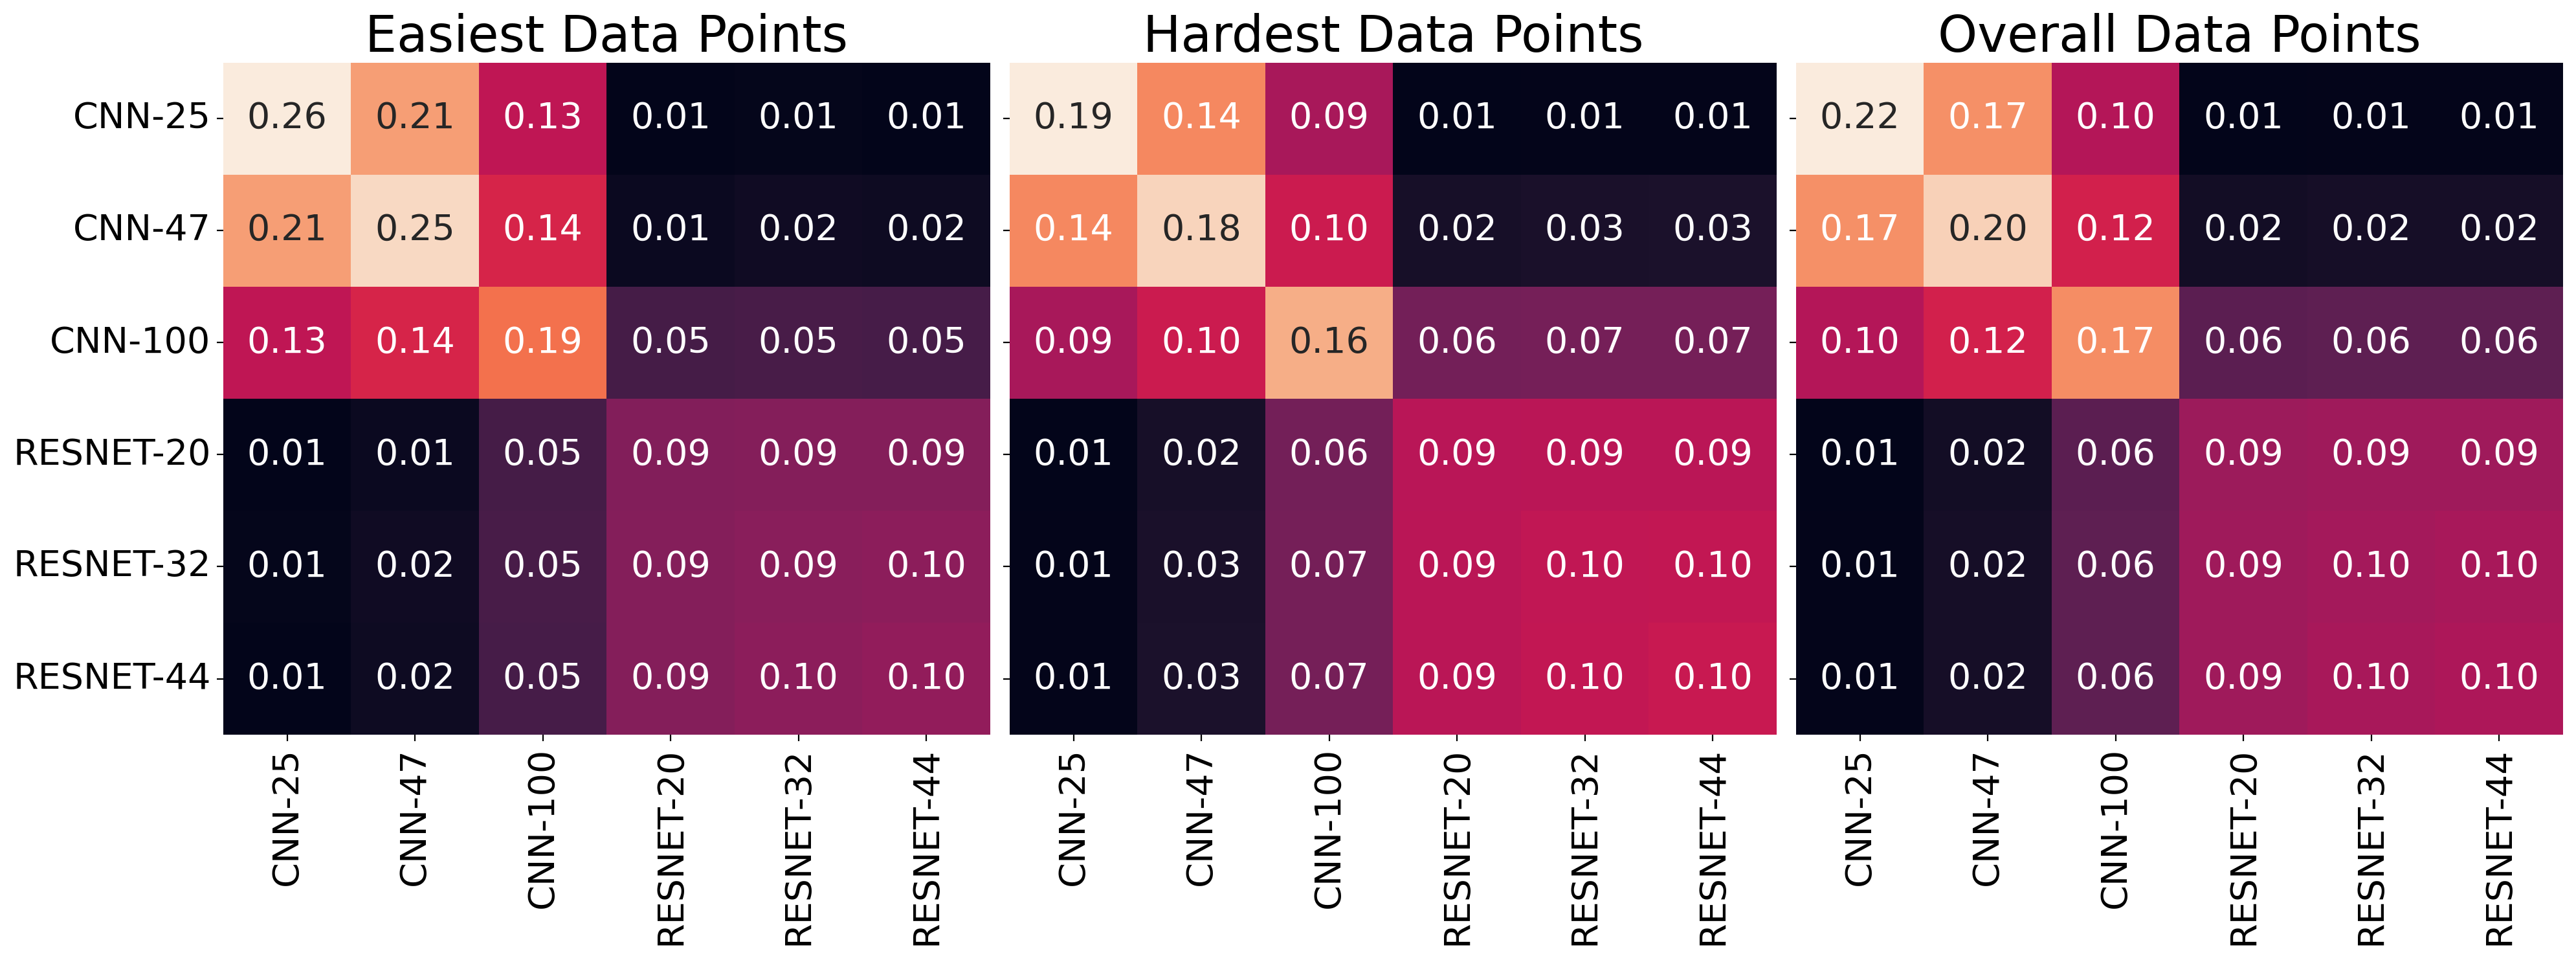 Easiest Data Points Hardest Data Points Overall Data Points
CNN-25 0.26 0.21 0.13 0.01 0.01 0.01 0.19 0.14 0.09 0.01 0.01 0.01 0.22 0.17 0.10 0.01 0.01 0.01
CNN-47 0.21 0.25 0.14 0.01 0.02 0.02 0.14 0.18 0.10 0.02 0.03 0.03 0.17 0.20 0.12 0.02 0.02 0.02
CNN-100 0.13 0.14 0.19 0.05 0.05 0.05 0.09 0.10 0.16 0.06 0.07 0.07 0.10 0.12 0.17 0.06 0.06 0.06
RESNET-20 0.01 0.01 0.05 0.09 0.09 0.09 0.01 0.02 0.06 0.09 0.09 0.09 0.01 0.02 0.06 0.09 0.09 0.09
RESNET-32 0.01 0.02 0.05 0.09 0.09 0.10 0.01 0.03 0.07 0.09 0.10 0.10 0.01 0.02 0.06 0.09 0.10 0.10
RESNET-44 0.01 0.02 0.05 0.09 0.10 0.10 0.01 0.03 0.07 0.09 0.10 0.10 0.01 0.02 0.06 0.09 0.10 0.10
CNN-25 CNN-47 CNN-100 RESNET-20 RESNET-32 RESNET-44 CNN-25 CNN-47 CNN-100 RESNET-20 RESNET-32 RESNET-44 CNN-25 CNN-47 CNN-100 RESNET-20 RESNET-32 RESNET-44